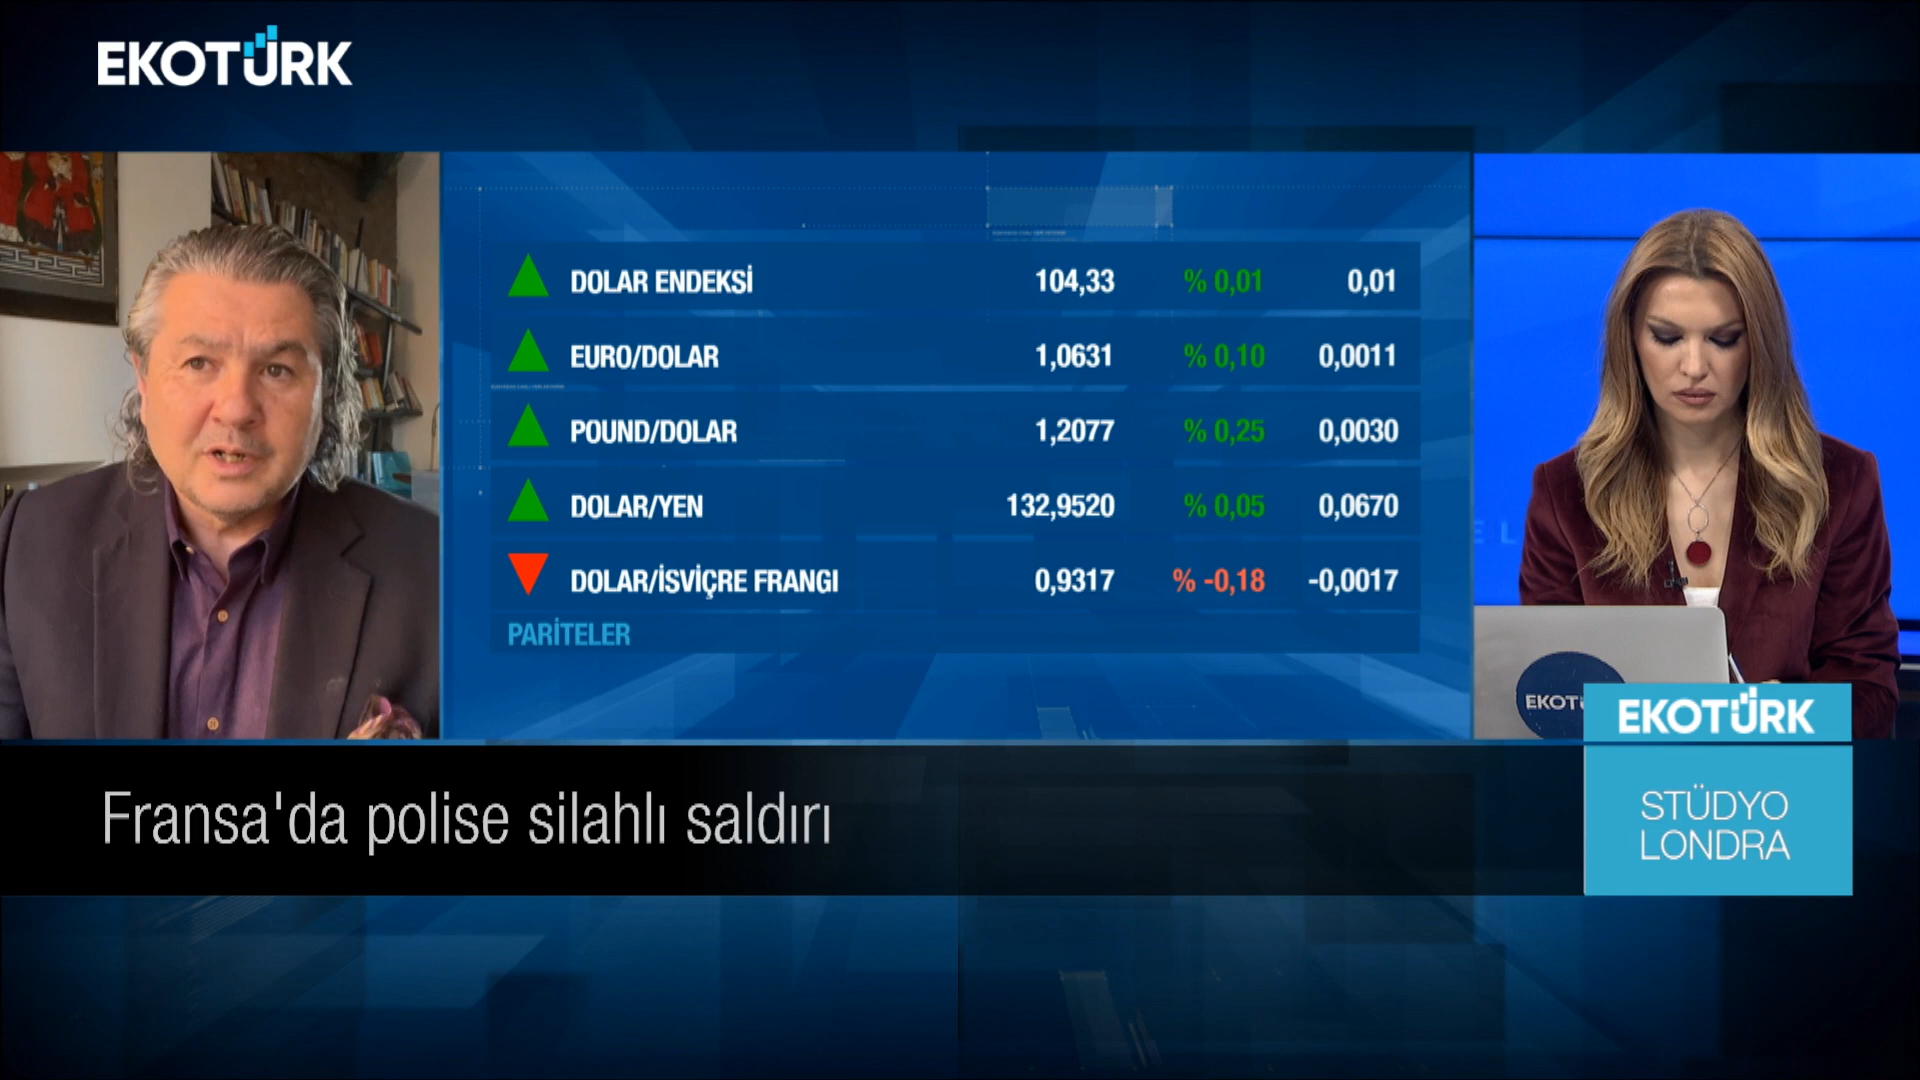 EKOTÜRK
DOLAR ENDEKSİ 104,33 % 0,01 0,01
EURO/DOLAR 1,0631 % 0,10 0,0011
POUND/DOLAR 1,2077 % 0,25 0,0030
DOLAR/YEN 132,9520 % 0,05 0,0670
DOLAR/İSVİÇRE FRANGI 0,9317 % -0,18 -0,0017
PARİTELER
EKOTÜ
EKOTÜRK
Fransa'da polise silahlı saldırı
STÜDYO
LONDRA